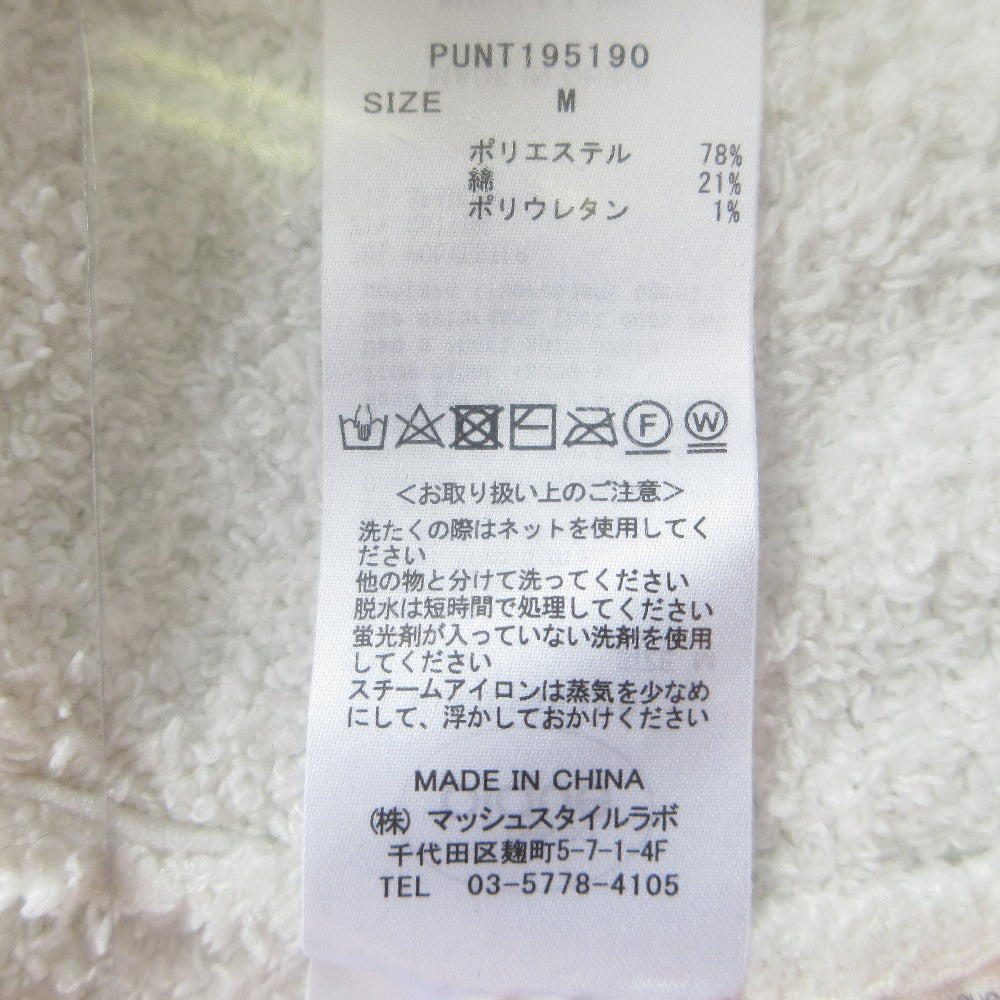 PUNT195190
SIZE M
ポリエステル 78%
綿 21%
ポリウレタン 1%
F W
＜お取り扱い上のご注意＞
洗たくの際はネットを使用してく
ださい
他の物と分けて洗ってください
脱水は短時間で処理してください
蛍光剤が入っていない洗剤を使用
してください
スチームアイロンは蒸気を少なめ
にして、浮かしておかけください
MADE IN CHINA
(株) マッシュスタイルラボ
千代田区麹町5-7-1-4F
TEL 03-5778-4105